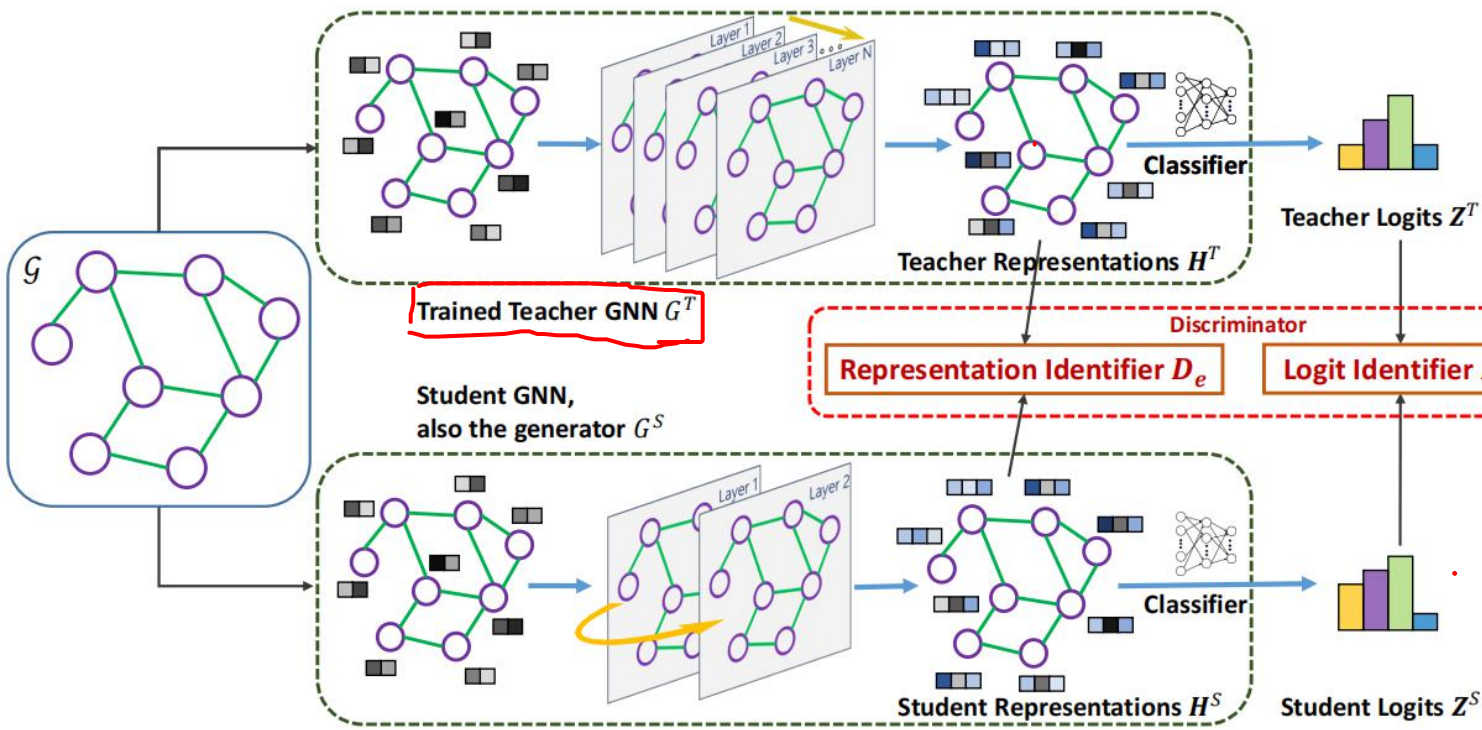 Layer 1
Layer 2
Layer 3
Layer N
Classifier
Teacher Representations H^T
Teacher Logits Z^T
𝒢
Trained Teacher GNN G^T
Discriminator
Representation Identifier D_e
Logit Identifier
Student GNN,
also the generator G^S
Layer 1
Layer 2
Classifier
Student Representations H^S
Student Logits Z^S